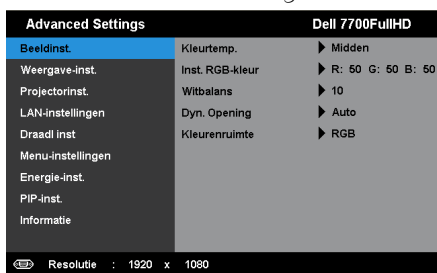 Advanced Settings Dell 7700FullHD
Beeldinst. Kleurtemp. Midden
Weergave-inst. Inst. RGB-kleur R: 50 G: 50 B: 50
Projectorinst. Witbalans 10
LAN-instellingen Dyn. Opening Auto
Draadl inst Kleurenruimte RGB
Menu-instellingen
Energie-inst.
PIP-inst.
Informatie
Resolutie : 1920 x 1080